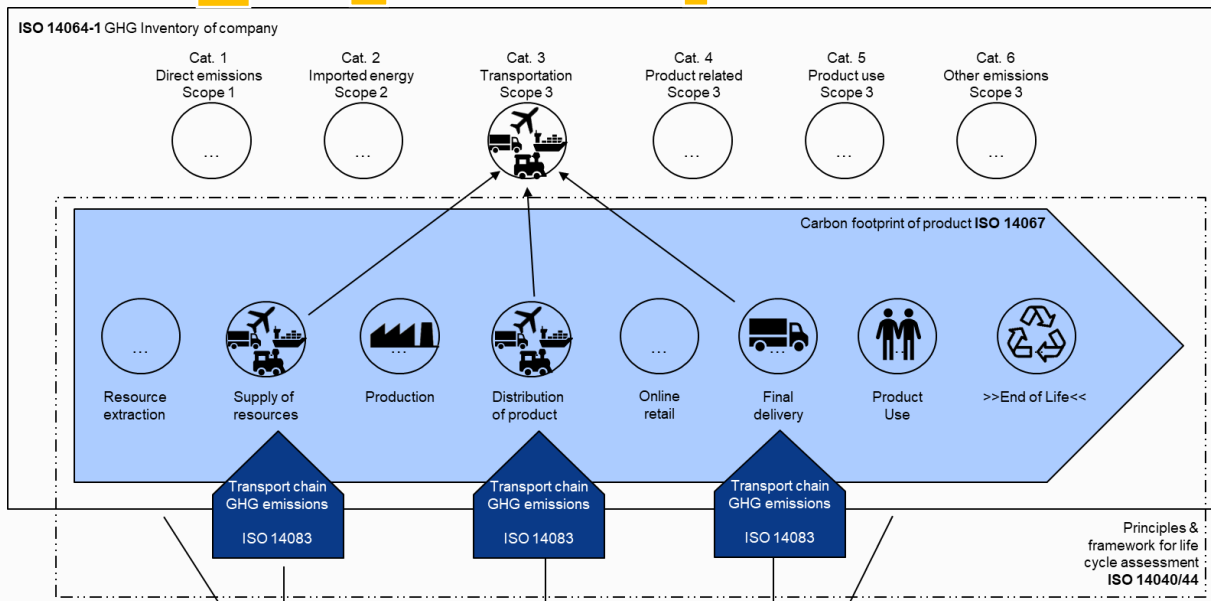 ISO 14064-1 GHG Inventory of company
Cat. 1
Direct emissions
Scope 1
...
Cat. 2
Imported energy
Scope 2
...
Cat. 3
Transportation
Scope 3
Cat. 4
Product related
Scope 3
...
Cat. 5
Product use
Scope 3
...
Cat. 6
Other emissions
Scope 3
...
Carbon footprint of product ISO 14067
...
Resource
extraction
Supply of
resources
...
Production
Distribution
of product
...
Online
retail
...
Final
delivery
...
Product
Use
...
>>End of Life<<
Transport chain
GHG emissions
ISO 14083
Transport chain
GHG emissions
ISO 14083
Transport chain
GHG emissions
ISO 14083
Principles &
framework for life
cycle assessment
ISO 14040/44